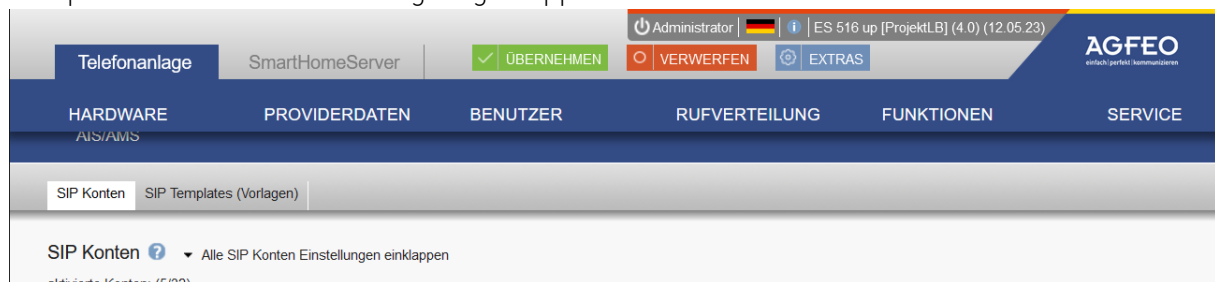 Administrator ES 516 up [ProjektLB] (4.0) (12.05.23)
AGFEO
einfach|perfekt|kommunizieren
Telefonanlage SmartHomeServer ÜBERNEHMEN VERWERFEN EXTRAS
HARDWARE PROVIDERDATEN BENUTZER RUFVERTEILUNG FUNKTIONEN SERVICE
AIS/AMS
SIP Konten SIP Templates (Vorlagen)
SIP Konten ? Alle SIP Konten Einstellungen einklappen